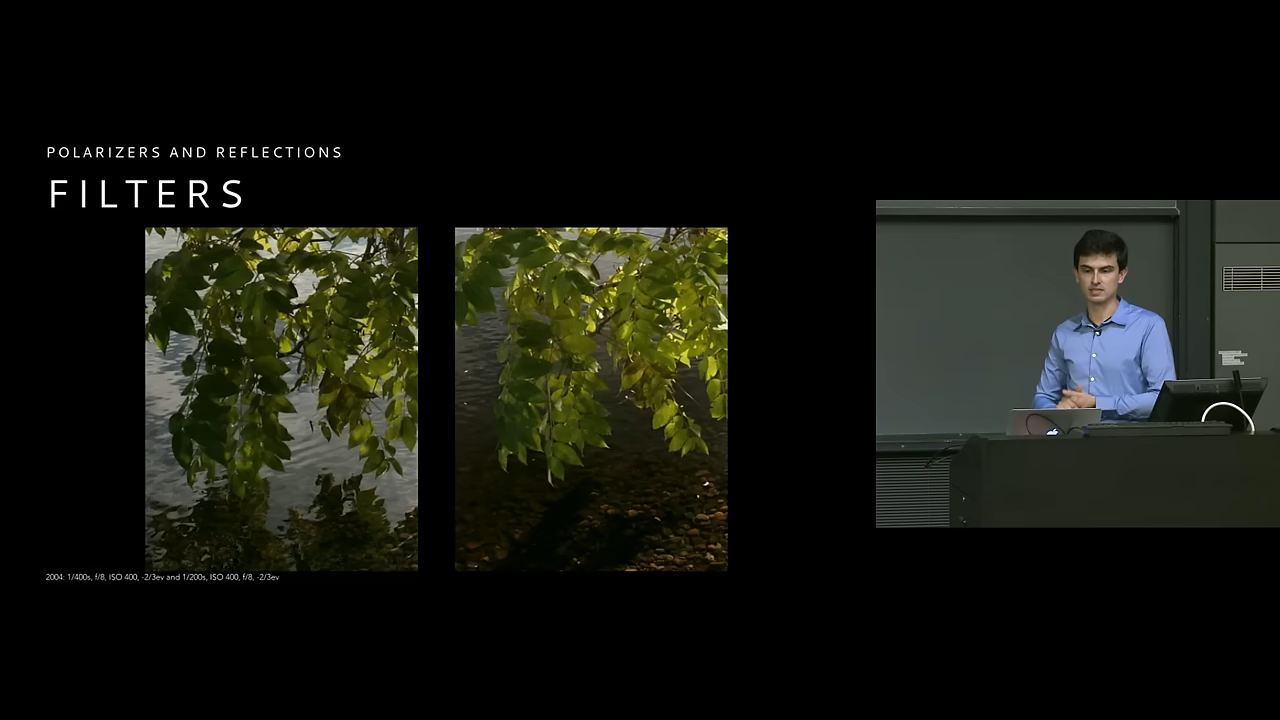 POLARIZERS AND REFLECTIONS
FILTERS
2004: 1/400s, f/8, ISO 400, -2/3ev and 1/200s, ISO 400, f/8, -2/3ev